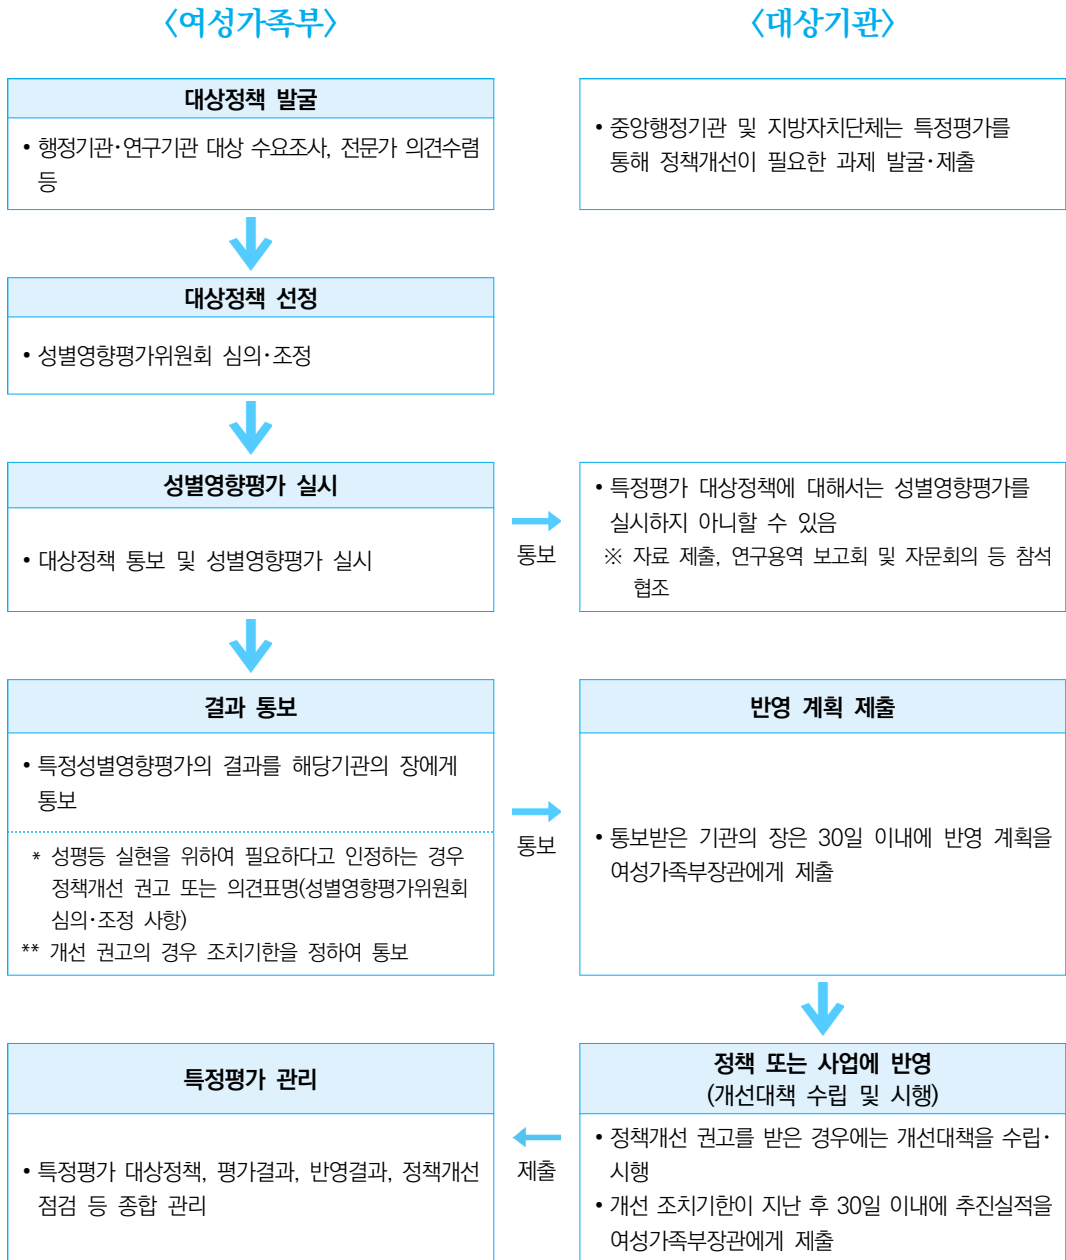 〈여성가족부〉
〈대상기관〉
대상정책 발굴
• 행정기관·연구기관 대상 수요조사, 전문가 의견수렴
등
• 중앙행정기관 및 지방자치단체는 특정평가를
통해 정책개선이 필요한 과제 발굴·제출
대상정책 선정
• 성별영향평가위원회 심의·조정
성별영향평가 실시
• 대상정책 통보 및 성별영향평가 실시
통보
• 특정평가 대상정책에 대해서는 성별영향평가를
실시하지 아니할 수 있음
※ 자료 제출, 연구용역 보고회 및 자문회의 등 참석
협조
결과 통보
• 특정성별영향평가의 결과를 해당기관의 장에게
통보
* 성평등 실현을 위하여 필요하다고 인정하는 경우
정책개선 권고 또는 의견표명(성별영향평가위원회
심의·조정 사항)
** 개선 권고의 경우 조치기한을 정하여 통보
통보
반영 계획 제출
• 통보받은 기관의 장은 30일 이내에 반영 계획을
여성가족부장관에게 제출
특정평가 관리
• 특정평가 대상정책, 평가결과, 반영결과, 정책개선
점검 등 종합 관리
제출
정책 또는 사업에 반영
(개선대책 수립 및 시행)
• 정책개선 권고를 받은 경우에는 개선대책을 수립·
시행
• 개선 조치기한이 지난 후 30일 이내에 추진실적을
여성가족부장관에게 제출